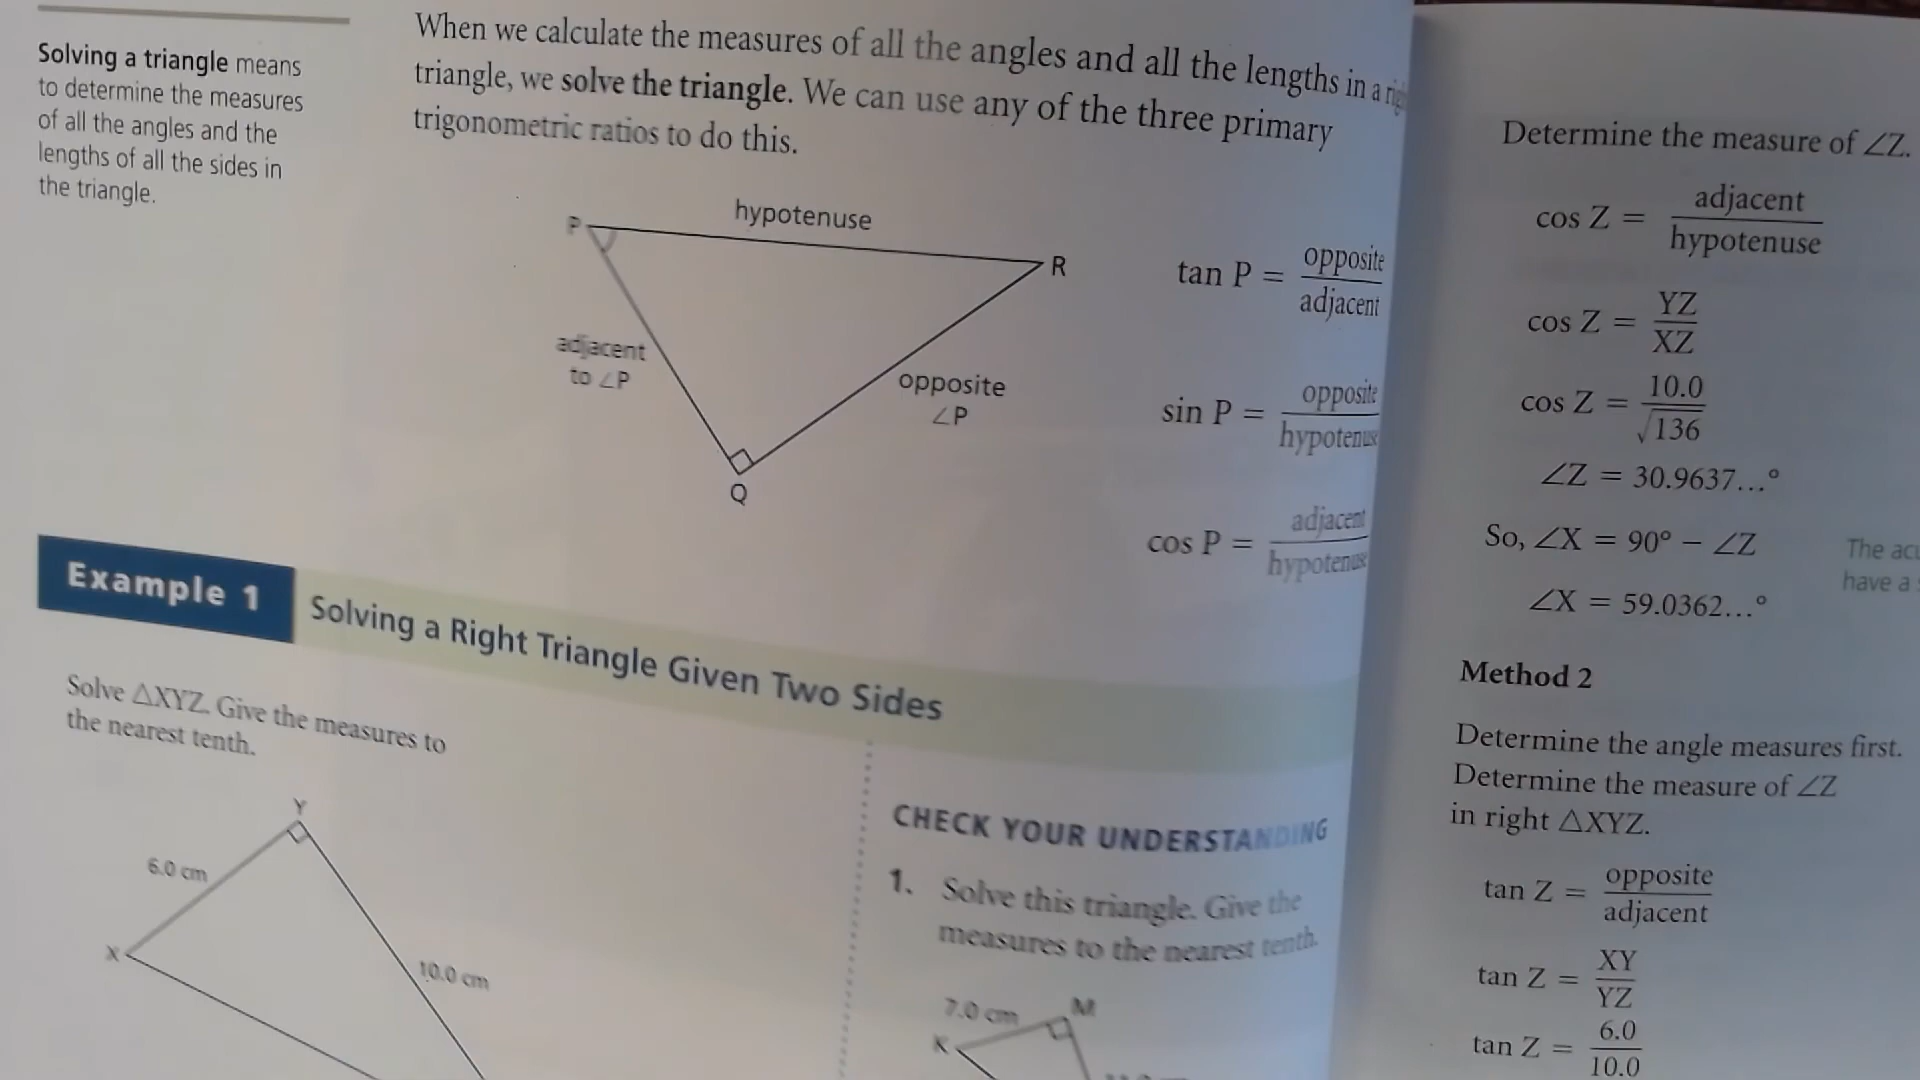 Solving a triangle means
to determine the measures
of all the angles and the
lengths of all the sides in
the triangle.
When we calculate the measures of all the angles and all the lengths in a
triangle, we solve the triangle. We can use any of the three primary
trigonometric ratios to do this.
P
hypotenuse
R
adjacent
to ∠P
opposite
∠P
Q
tan P = opposite / adjacent
sin P = opposite / hypotenuse
cos P = adjacent / hypotenuse
Example 1 Solving a Right Triangle Given Two Sides
Solve △XYZ. Give the measures to
the nearest tenth.
Y
6.0 cm
X
10.0 cm
CHECK YOUR UNDERSTANDING
1. Solve this triangle. Give the
measures to the nearest tenth.
7.0 cm
M
K
Determine the measure of ∠Z.
cos Z = adjacent / hypotenuse
cos Z = YZ / XZ
cos Z = 10.0 / √136
∠Z = 30.9637...°
So, ∠X = 90° − ∠Z
∠X = 59.0362...°
The
have a
Method 2
Determine the angle measures first.
Determine the measure of ∠Z
in right △XYZ.
tan Z = opposite / adjacent
tan Z = XY / YZ
tan Z = 6.0 / 10.0